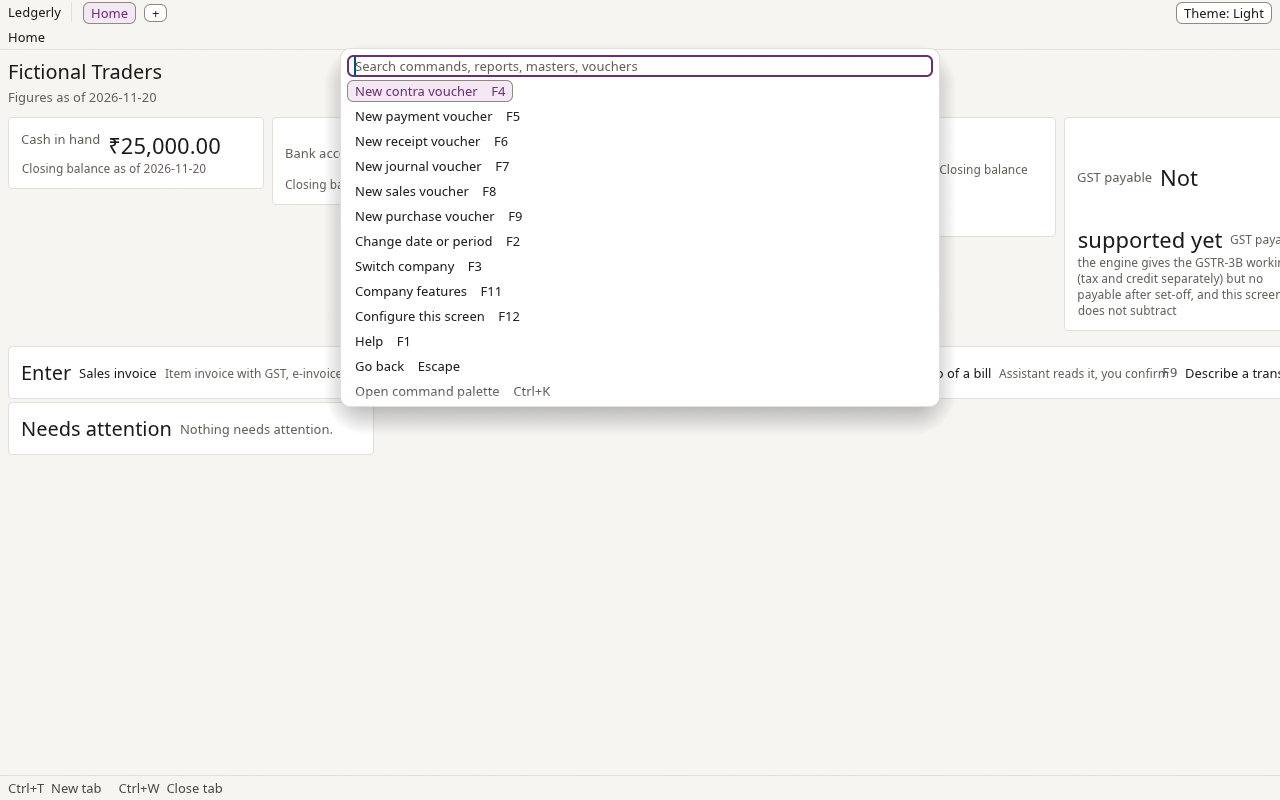 Ledgerly Home + Theme: Light
Home
Fictional Traders
Figures as of 2026-11-20
Search commands, reports, masters, vouchers
New contra voucher F4
New payment voucher F5
New receipt voucher F6
New journal voucher F7
New sales voucher F8
New purchase voucher F9
Change date or period F2
Switch company F3
Company features F11
Configure this screen F12
Help F1
Go back Escape
Open command palette Ctrl+K
Cash in hand ₹25,000.00
Closing balance as of 2026-11-20
Bank
Closing
Closing balance
GST payable Not
supported yet GST
the engine gives the GSTR-3B
(tax and credit separately) but no
payable after set-off, and this screen
does not subtract
Enter Sales invoice Item invoice with GST, e-invoice
of a bill Assistant reads it, you confirm F9 Describe a
Needs attention Nothing needs attention.
Ctrl+T New tab Ctrl+W Close tab